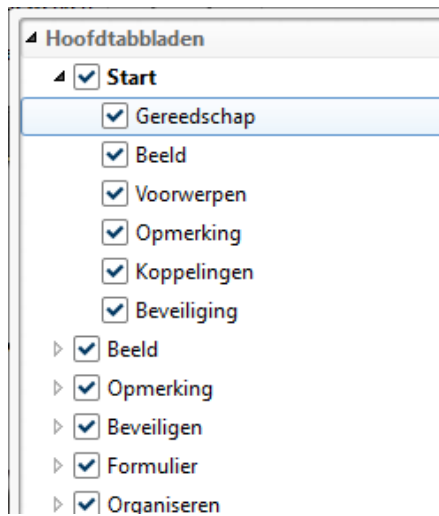 Hoofdtabbladen
Start
Gereedschap
Beeld
Voorwerpen
Opmerking
Koppelingen
Beveiliging
Beeld
Opmerking
Beveiligen
Formulier
Organiseren